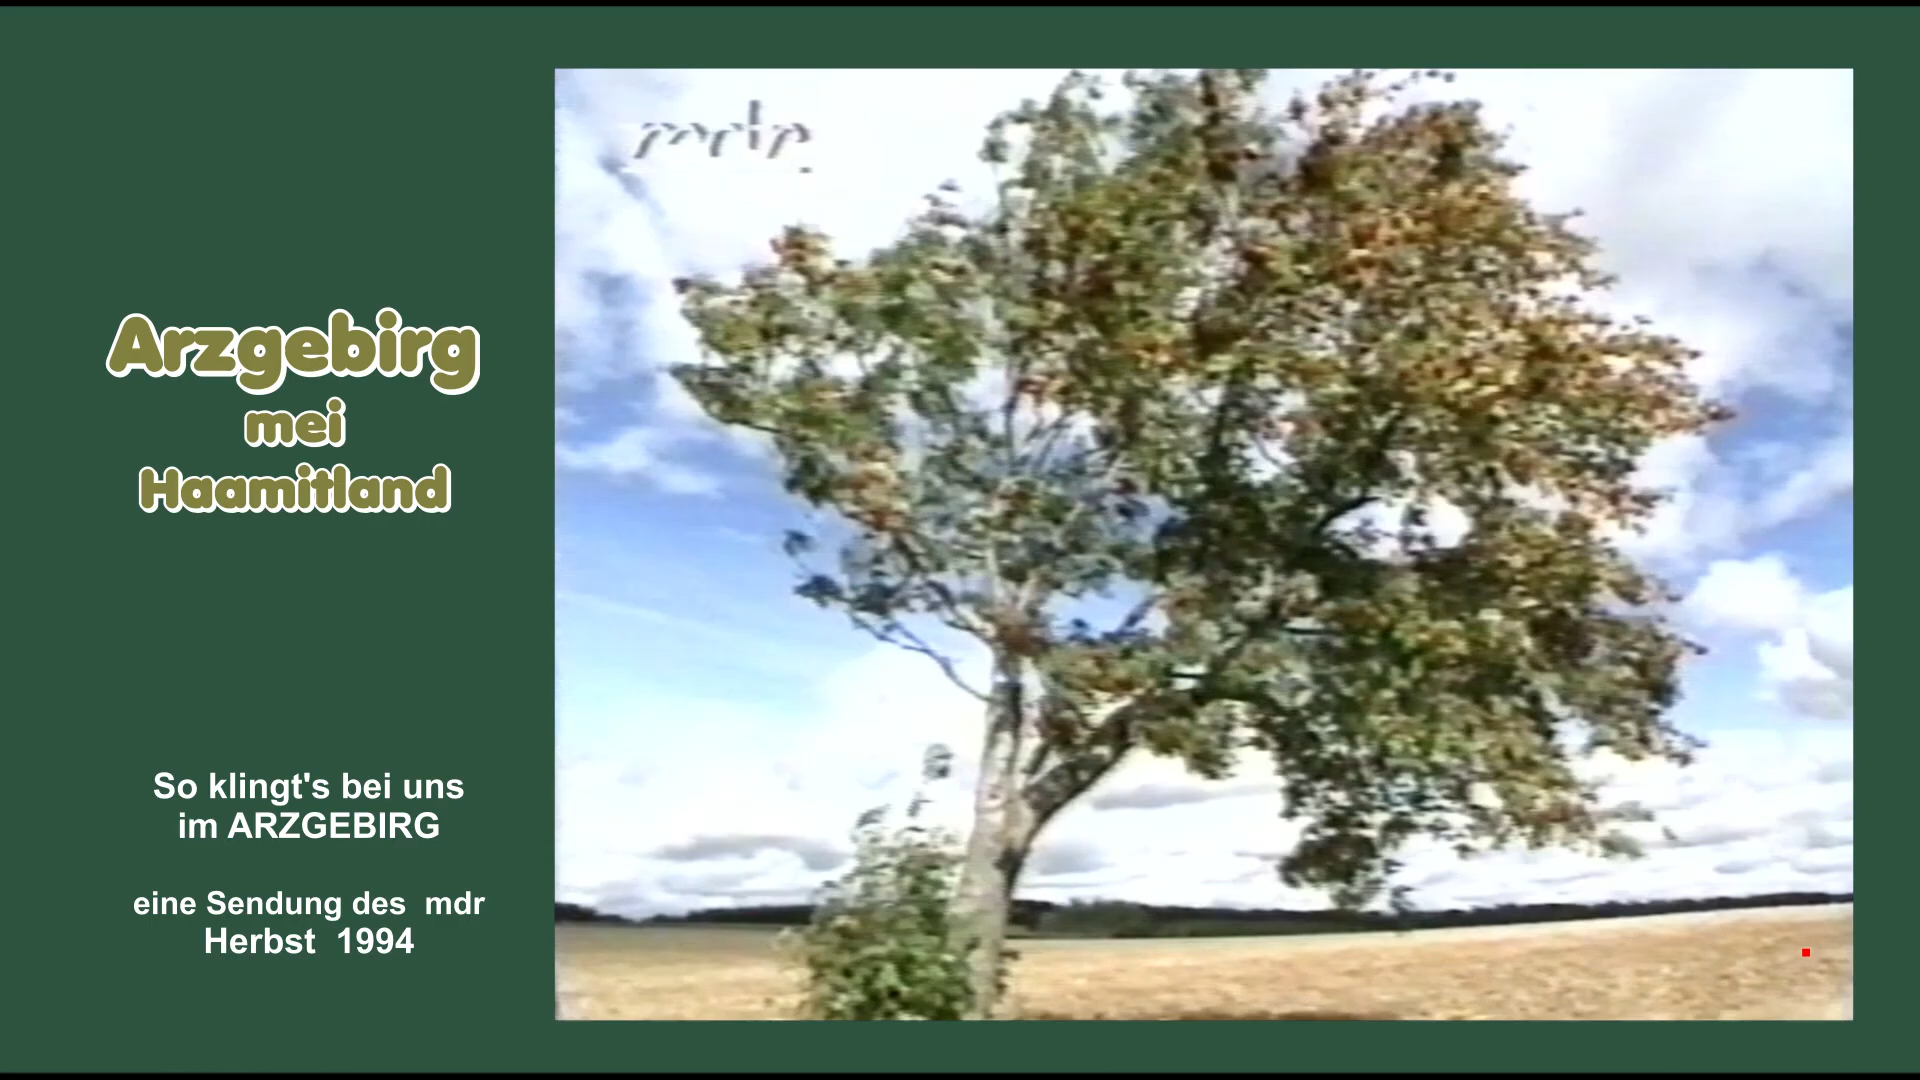 Arzgebirg
mei
Haamitland
So klingt's bei uns
im ARZGEBIRG
eine Sendung des mdr
Herbst 1994
mdr